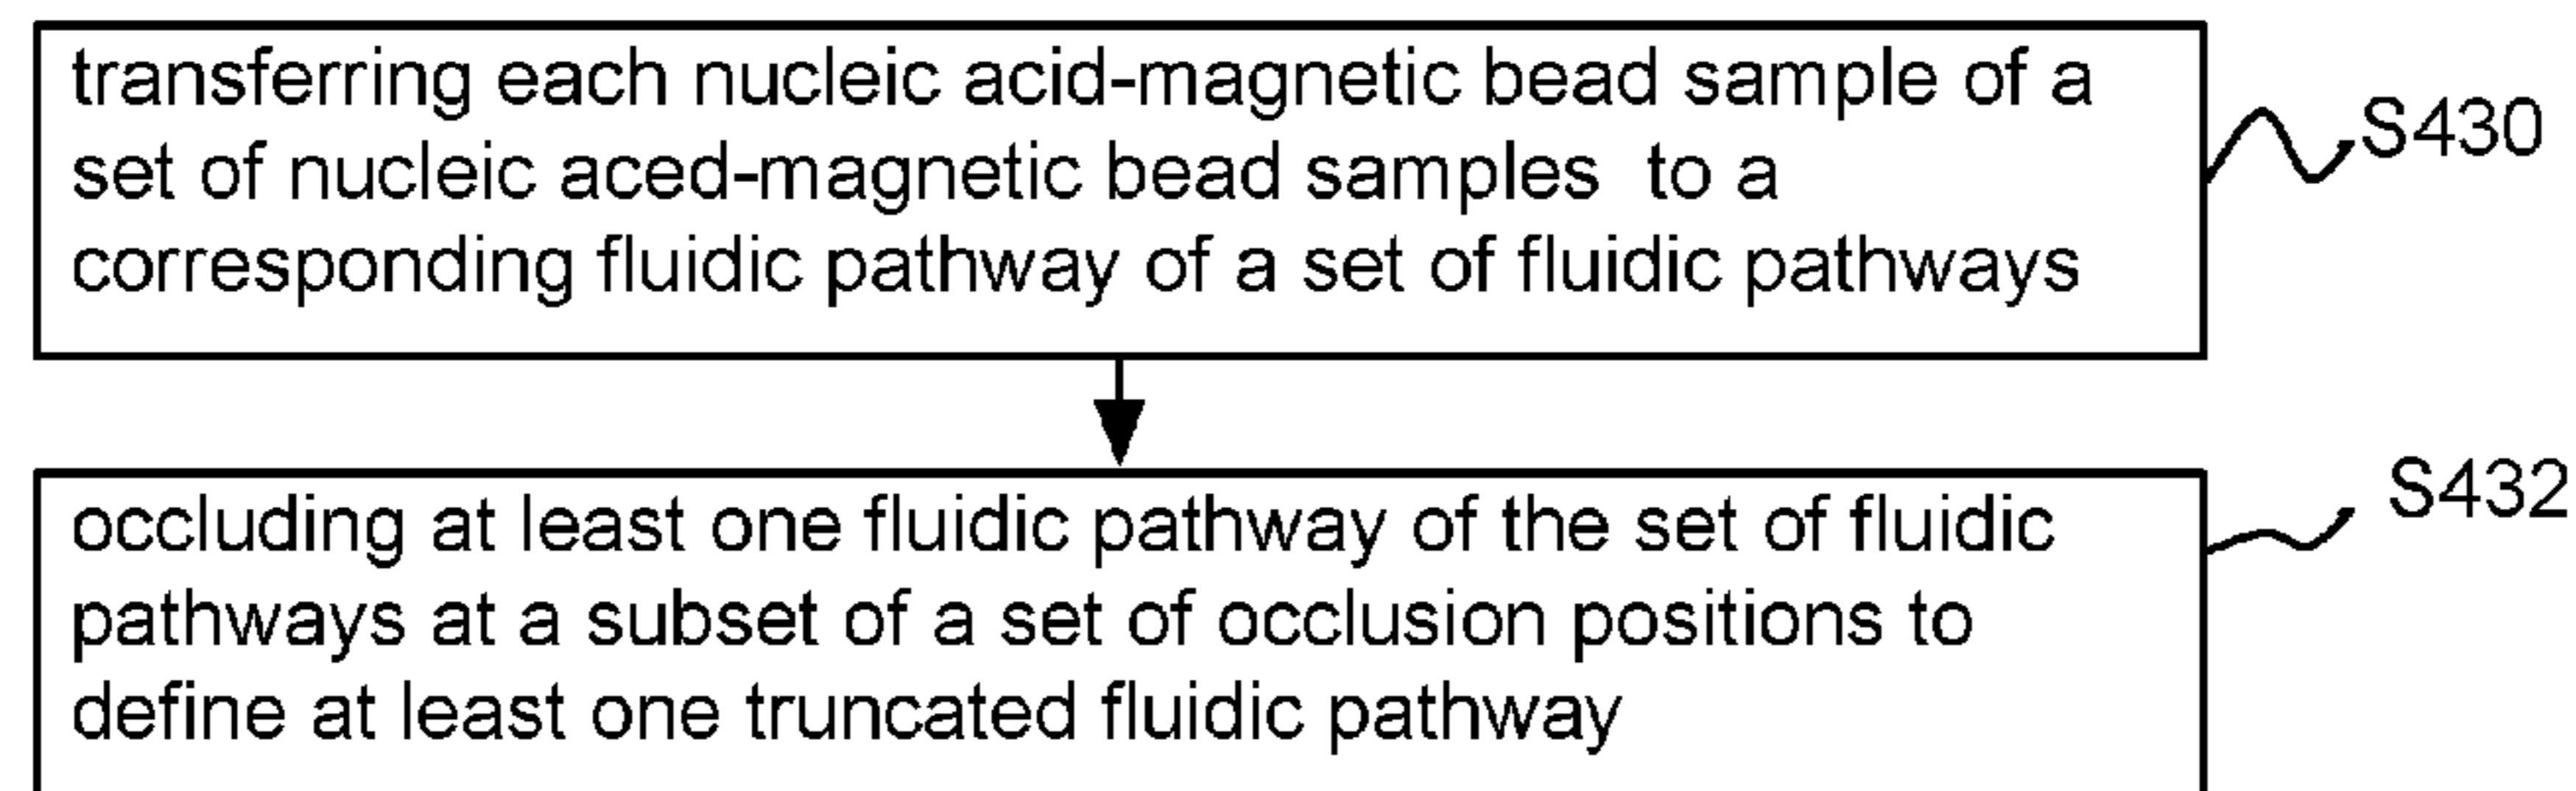 transferring each nucleic acid-magnetic bead sample of a
set of nucleic aced-magnetic bead samples to a
corresponding fluidic pathway of a set of fluidic pathways
S430
occluding at least one fluidic pathway of the set of fluidic
pathways at a subset of a set of occlusion positions to
define at least one truncated fluidic pathway
S432